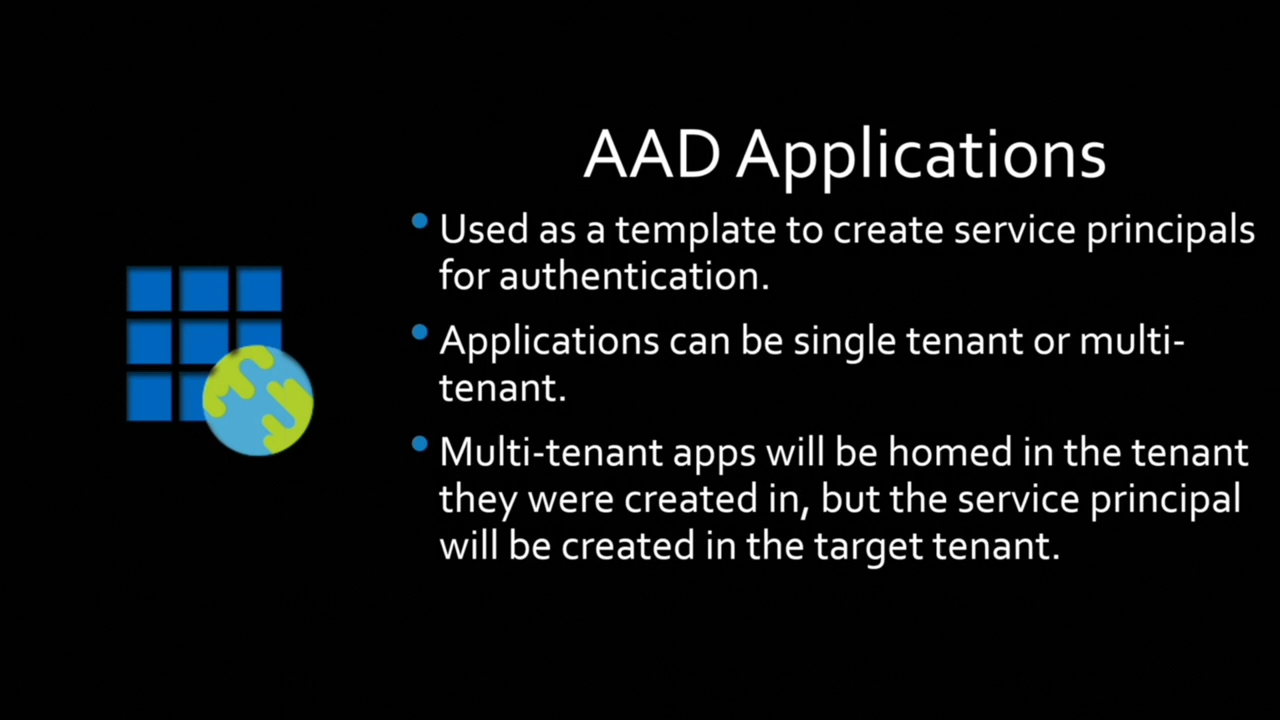 AAD Applications
• Used as a template to create service principals
for authentication.
• Applications can be single tenant or multi-
tenant.
• Multi-tenant apps will be homed in the tenant
they were created in, but the service principal
will be created in the target tenant.